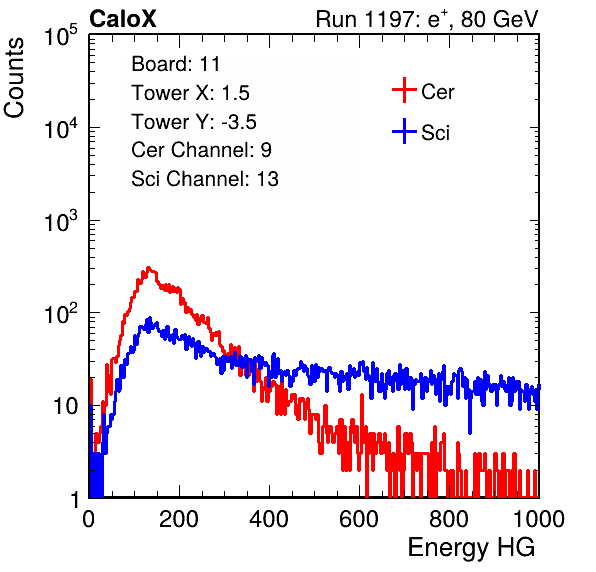 CaloX Run 1197: e⁺, 80 GeV
Counts
10⁵
10⁴
10³
10²
10
1
Board: 11
Tower X: 1.5
Tower Y: -3.5
Cer Channel: 9
Sci Channel: 13
Cer
Sci
0 200 400 600 800 1000
Energy HG